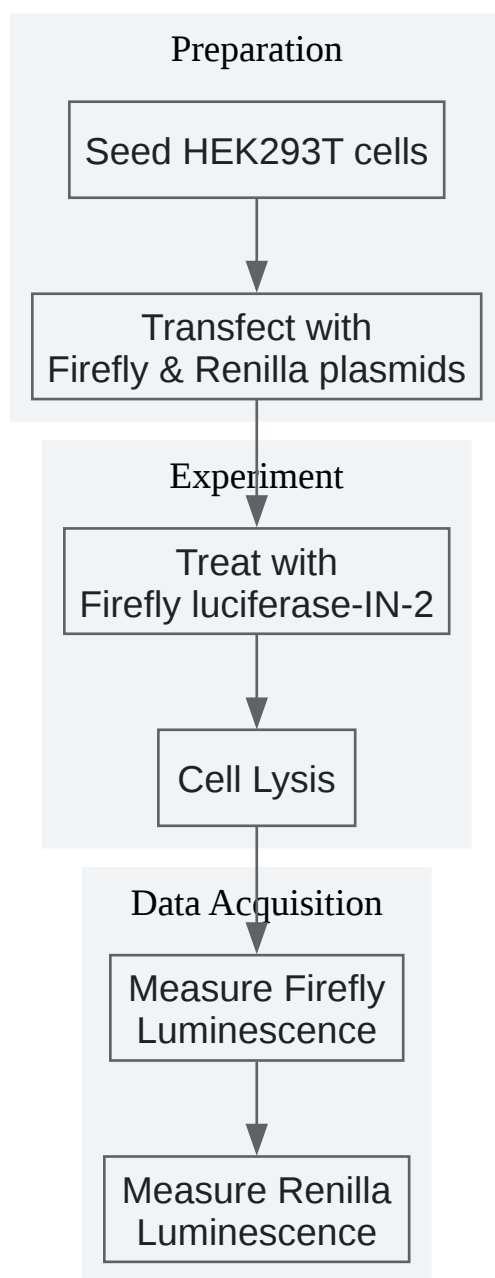 Preparation
Seed HEK293T cells
Transfect with
Firefly & Renilla plasmids
Experiment
Treat with
Firefly luciferase-IN-2
Cell Lysis
Data Acquisition
Measure Firefly
Luminescence
Measure Renilla
Luminescence